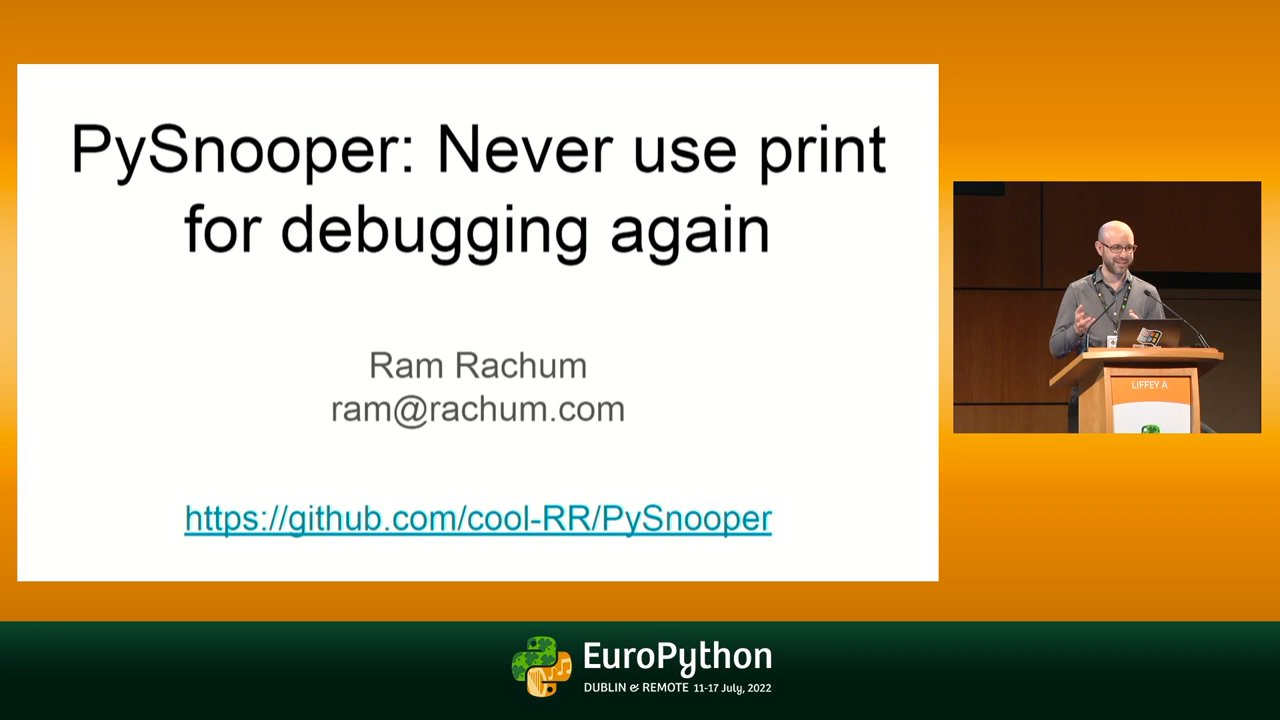 PySnooper: Never use print
for debugging again
Ram Rachum
ram@rachum.com
https://github.com/cool-RR/PySnooper
LIFFEY A
EuroPython
DUBLIN & REMOTE 11-17 July, 2022